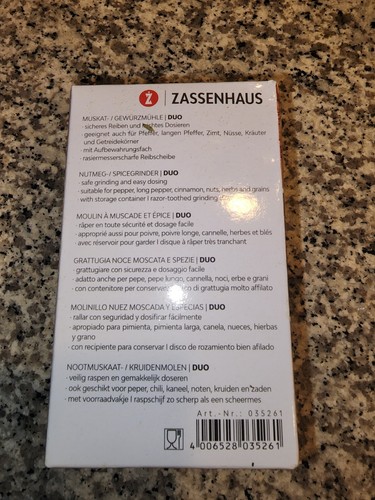 Z | ZASSENHAUS
MUSKAT- / GEWÜRZMÜHLE | DUO
· sicheres Reiben und leichtes Dosieren
· geeignet auch für Pfeffer, langen Pfeffer, Zimt, Nüsse, Kräuter
und Getreidekörner
· mit Aufbewahrungsfach
· rasiermesserscharfe Reibscheibe
NUTMEG-/ SPICEGRINDER | DUO
· safe grinding and easy dosing
· suitable for pepper, long pepper, cinnamon, nuts, herbs and grains
· with storage container I razor-toothed grinding
MOULIN À MUSCADE ET ÉPICE | DUO
· râper en toute sécurité et dosage facile
· approprié aussi pour poivre, poivre longe, cannelle, herbes et blés
· avec réservoir pour garder I disque à râper très tranchant
GRATTUGIA NOCE MOSCATA E SPEZIE | DUO
· grattugiare con sicurezza e dosaggio facile
· adatto anche per pepe, pepe lungo, cannella, noci, erbe e grani
· con contenitore per conservare I disco di grattugia molto affilato
MOLINILLO NUEZ MOSCADA Y ESPECIAS | DUO
· rallar con seguridad y dosifirar fácilmente
· apropiado para pimienta, pimienta larga, canela, nueces, hierbas
y grano
· con recipiente para conservar I disco de rozamiento bien afilado
NOOTMUSKAAT- / KRUIDENMOLEN | DUO
· veilig raspen en gemakkelijk doseren
· ook geschikt voor peper, chili, kaneel, noten, kruiden en zaden
· met voorraadvakje I raspschijf zo scherp als een scheermes
Art.-Nr.: 035261
4 006528 035261